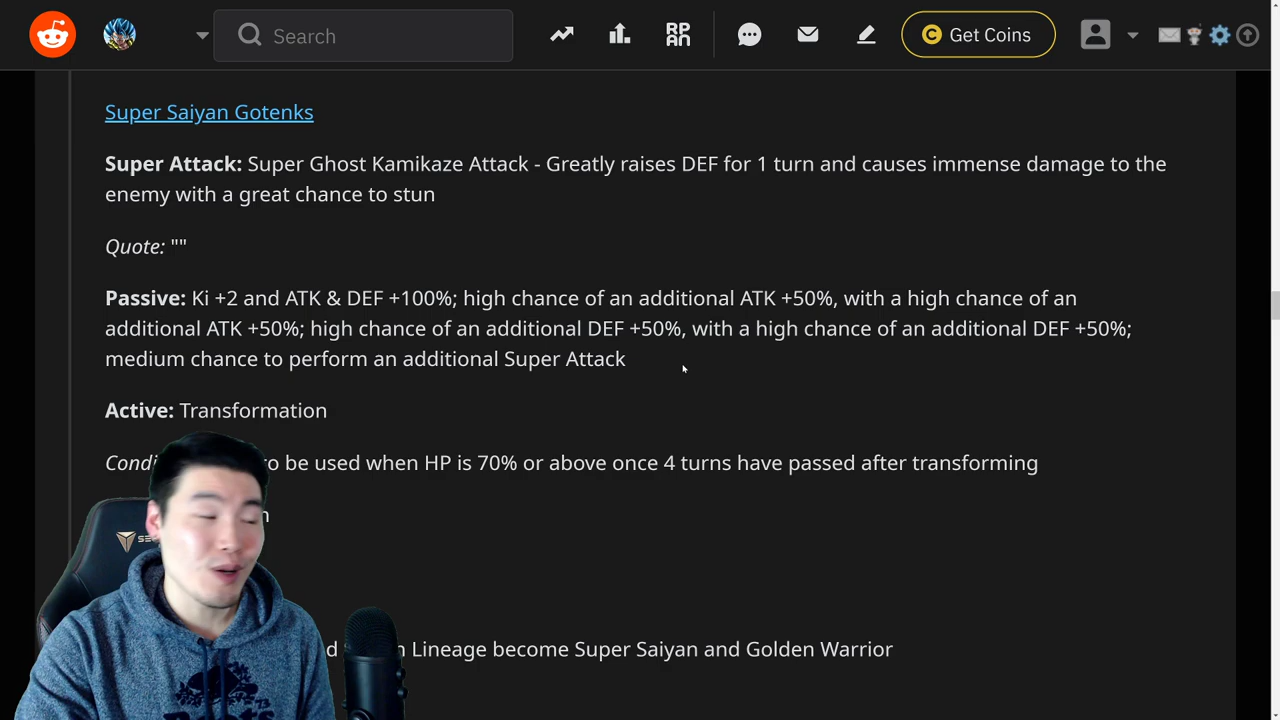 Search
Get Coins
Super Saiyan Gotenks
Super Attack: Super Ghost Kamikaze Attack - Greatly raises DEF for 1 turn and causes immense damage to the
enemy with a great chance to stun
Quote: ""
Passive: Ki +2 and ATK & DEF +100%; high chance of an additional ATK +50%, with a high chance of an
additional ATK +50%; high chance of an additional DEF +50%, with a high chance of an additional DEF +50%;
medium chance to perform an additional Super Attack
Active: Transformation
to be used when HP is 70% or above once 4 turns have passed after transforming
Lineage become Super Saiyan and Golden Warrior